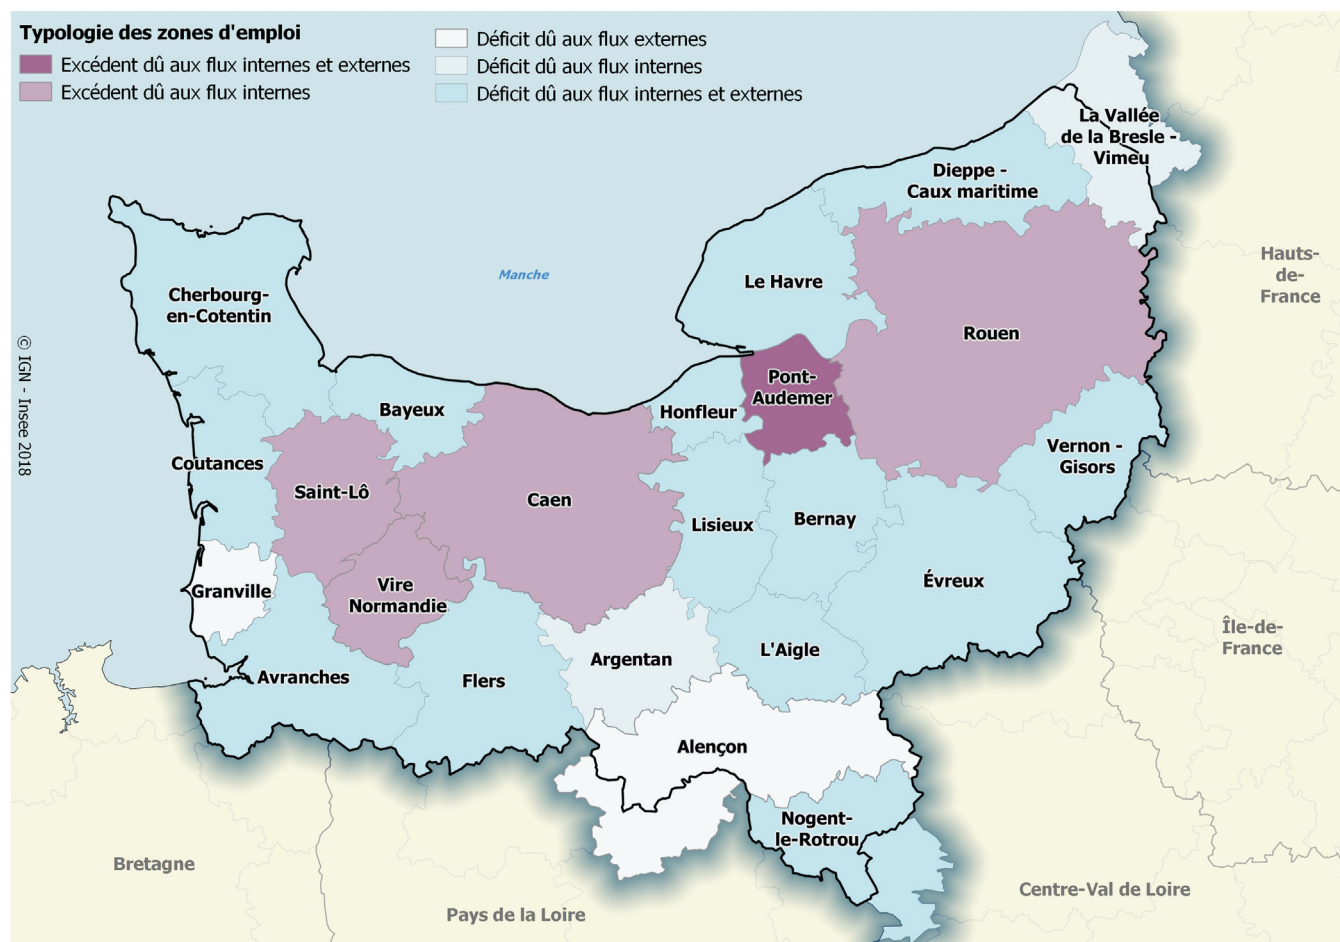 Typologie des zones d'emploi
Excédent dû aux flux internes et externes
Excédent dû aux flux internes
Déficit dû aux flux externes
Déficit dû aux flux internes
Déficit dû aux flux internes et externes
La Vallée
de la Bresle -
Vimeu
Dieppe -
Caux maritime
Hauts-
de-
France
Manche
Le Havre
Cherbourg-
en-Cotentin
Rouen
© IGN - Insee 2018
Pont-
Audemer
Bayeux
Honfleur
Vernon -
Gisors
Coutances
Saint-Lô
Caen
Lisieux
Bernay
Granville
Vire
Normandie
Évreux
Île-de-
France
Argentan
L'Aigle
Avranches
Flers
Alençon
Nogent-
le-Rotrou
Bretagne
Centre-Val de Loire
Pays de la Loire